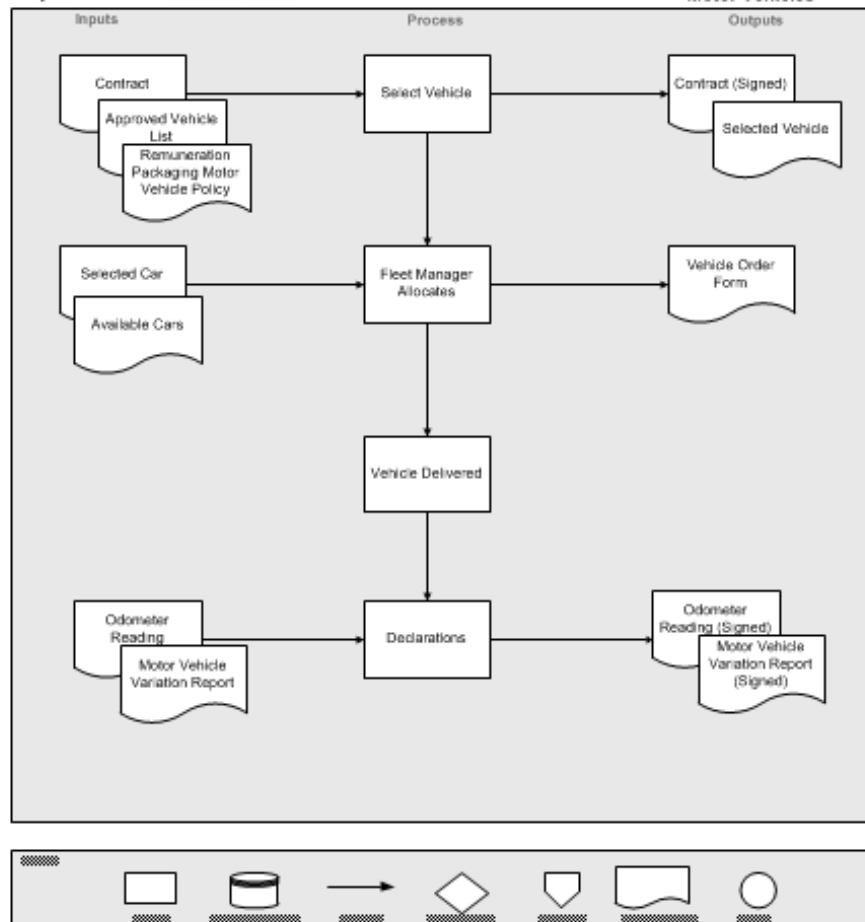 Motor Vehicles
Inputs
Process
Outputs
Contract
Approved Vehicle
List
Remuneration
Packaging Motor
Vehicle Policy
Select Vehicle
Contract (Signed)
Selected Vehicle
Selected Car
Available Cars
Fleet Manager
Allocates
Vehicle Order
Form
Vehicle Delivered
Odometer
Reading
Motor Vehicle
Variation Report
Declarations
Odometer
Reading (Signed)
Motor Vehicle
Variation Report
(Signed)